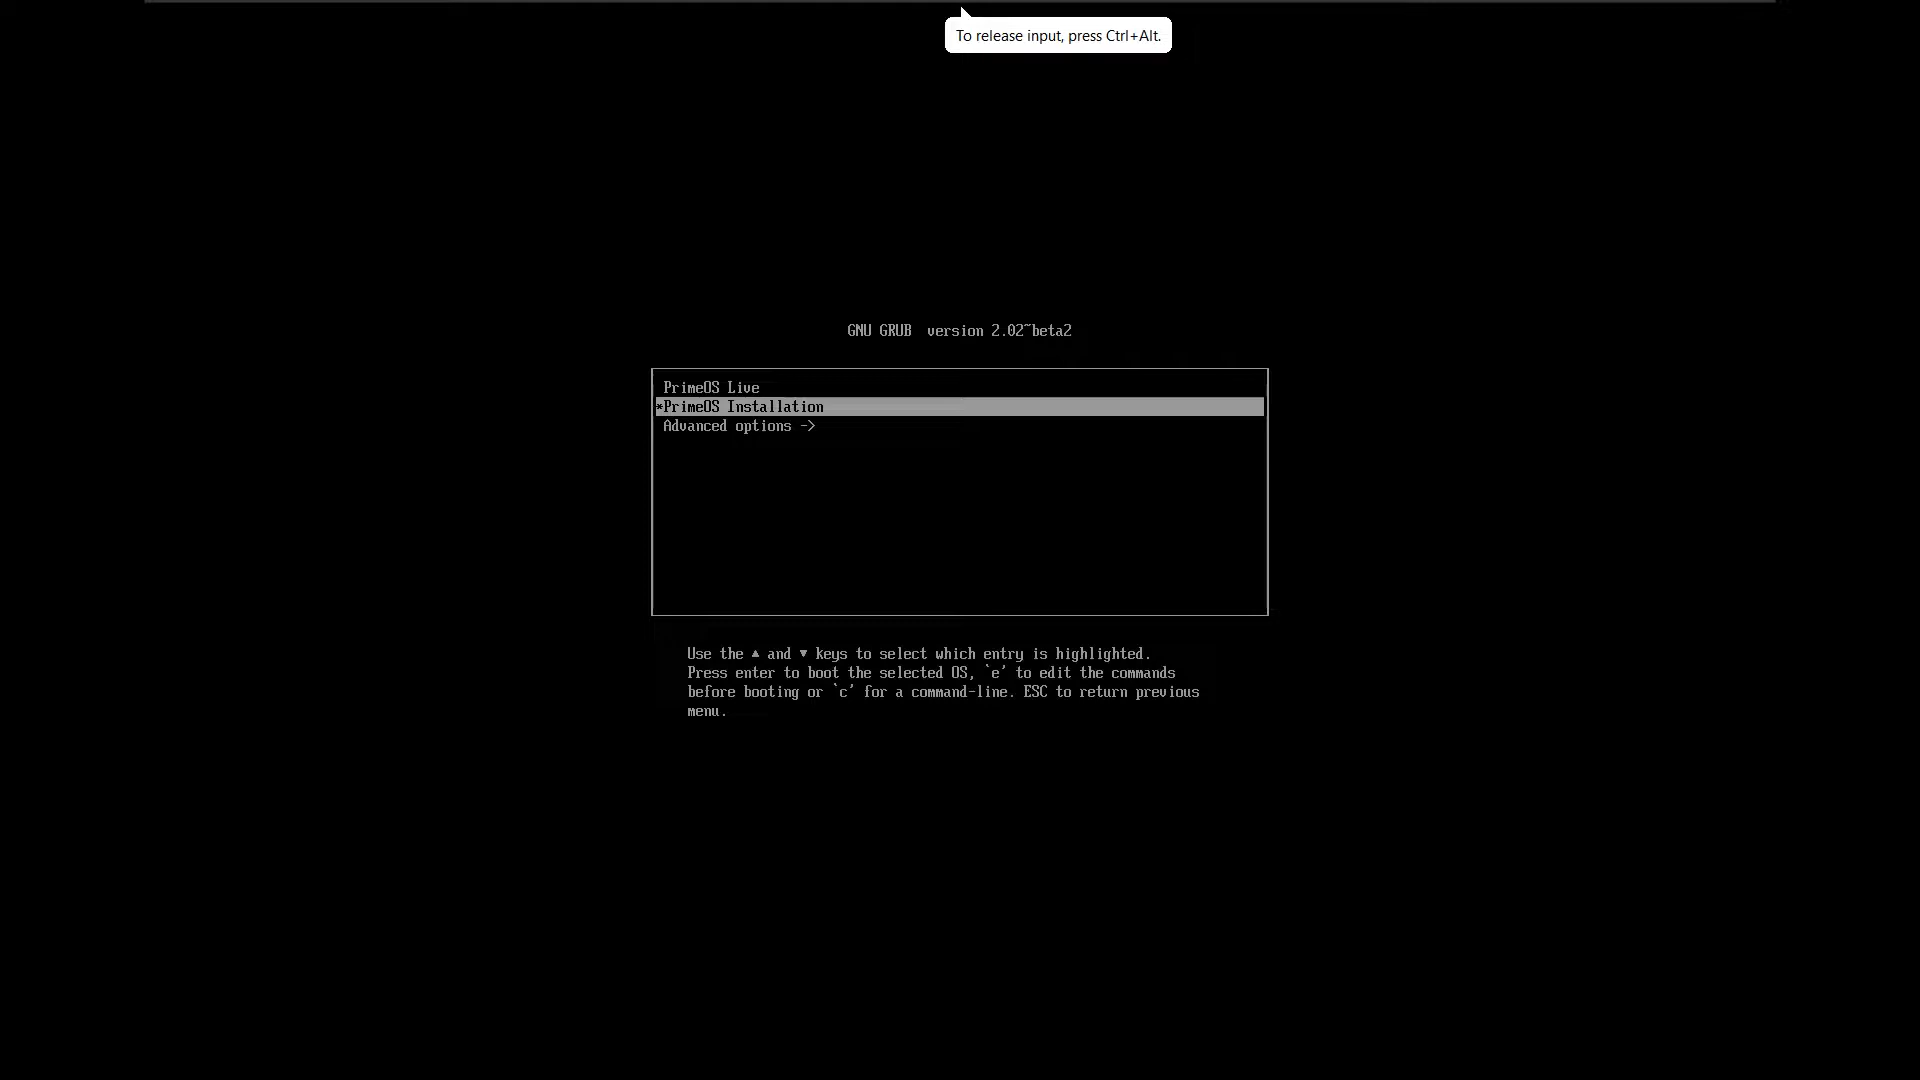 To release input, press Ctrl+Alt.
GNU GRUB  version 2.02~beta2
PrimeOS Live
*PrimeOS Installation
Advanced options ->
Use the ▲ and ▼ keys to select which entry is highlighted.
Press enter to boot the selected OS, `e' to edit the commands
before booting or `c' for a command-line. ESC to return previous
menu.